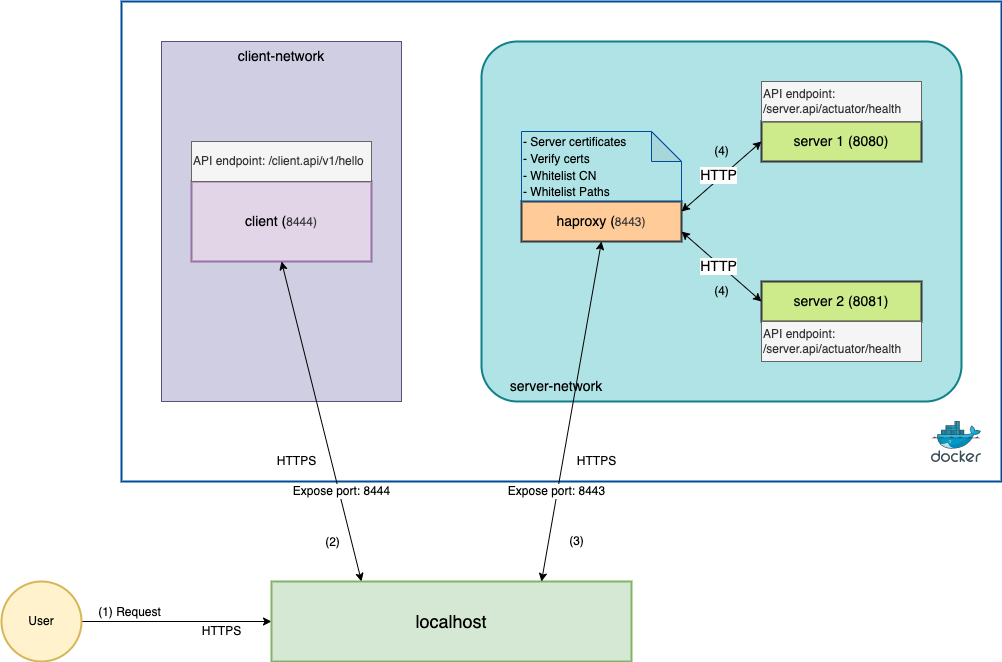 client-network
API endpoint: /client.api/v1/hello
client (8444)
- Server certificates
- Verify certs
- Whitelist CN
- Whitelist Paths
haproxy (8443)
(4)
HTTP
API endpoint:
/server.api/actuator/health
server 1 (8080)
HTTP
(4)
server 2 (8081)
API endpoint:
/server.api/actuator/health
server-network
docker
HTTPS
Expose port: 8444
(2)
HTTPS
Expose port: 8443
(3)
User
(1) Request
HTTPS
localhost